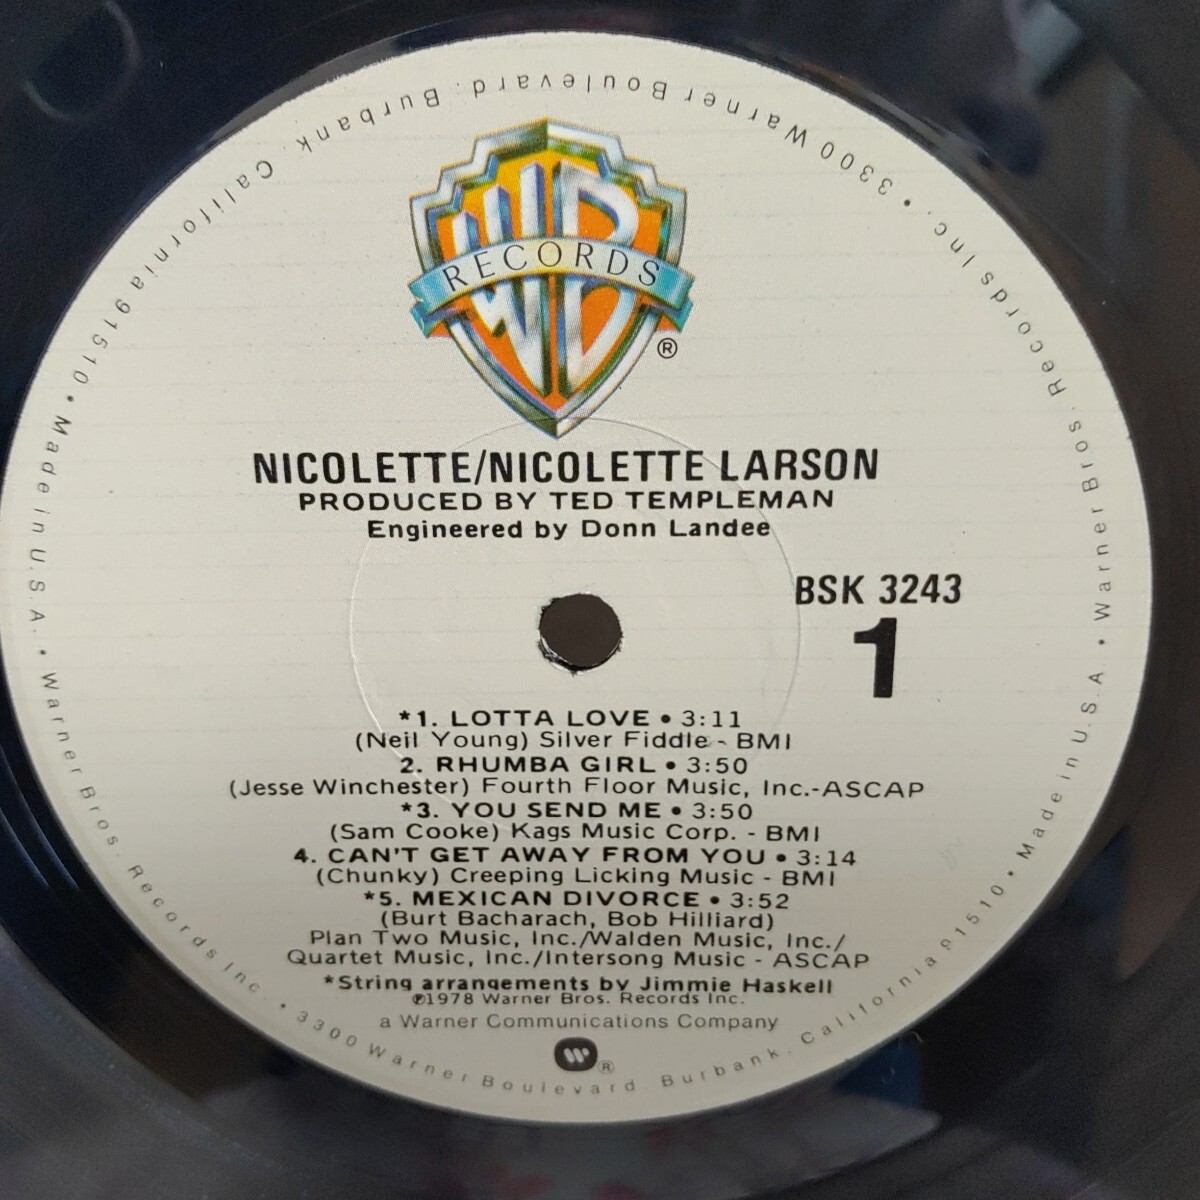 WB
RECORDS
®
NICOLETTE/NICOLETTE LARSON
PRODUCED BY TED TEMPLEMAN
Engineered by Donn Landee
BSK 3243
1
*1. LOTTA LOVE • 3:11
(Neil Young) Silver Fiddle - BMI
2. RHUMBA GIRL • 3:50
(Jesse Winchester) Fourth Floor Music, Inc.-ASCAP
*3. YOU SEND ME • 3:50
(Sam Cooke) Kags Music Corp. - BMI
4. CAN'T GET AWAY FROM YOU • 3:14
(Chunky) Creeping Licking Music - BMI
*5. MEXICAN DIVORCE • 3:52
(Burt Bacharach, Bob Hilliard)
Plan Two Music, Inc./Walden Music, Inc./
Quartet Music, Inc./Intersong Music - ASCAP
*String arrangements by Jimmie Haskell
℗1978 Warner Bros. Records Inc.
a Warner Communications Company
®
Made in U.S.A. • Warner Bros. Records Inc. • 3300 Warner Boulevard. Burbank. California 91510 • Made in U.S.A. • Warner Bros. Records Inc. • 3300 Warner Boulevard. Burbank. California 91510 •